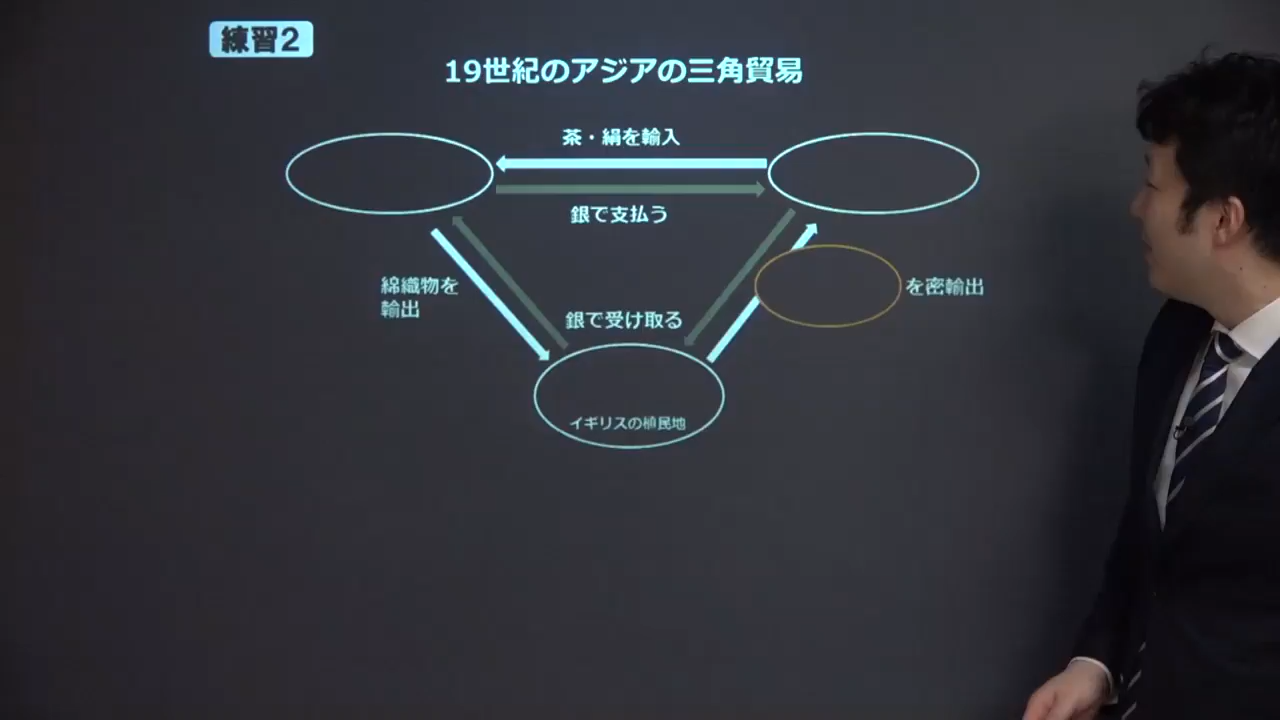 練習2
19世紀のアジアの三角貿易
茶・絹を輸入
銀で支払う
綿織物を
輸出
を密輸出
銀で受け取る
イギリスの植民地